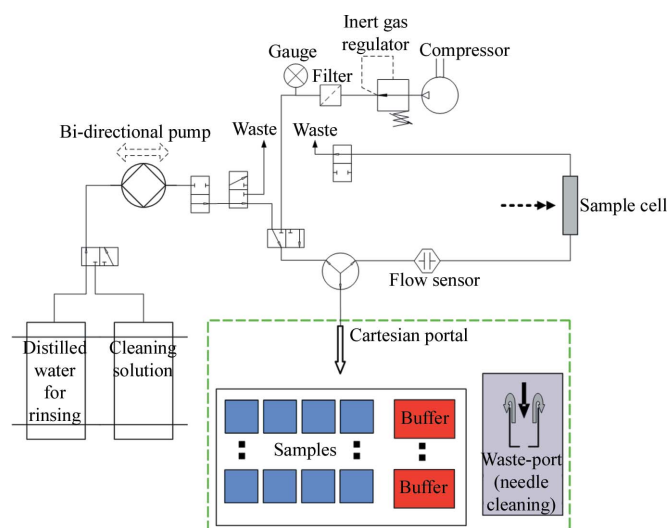 Inert gas
regulator
Compressor
Gauge
Filter
Waste
Waste
Bi-directional pump
Sample cell
Flow sensor
Cartesian portal
Distilled
water
for
rinsing
Cleaning
solution
Buffer
Samples
Buffer
Waste-port
(needle
cleaning)